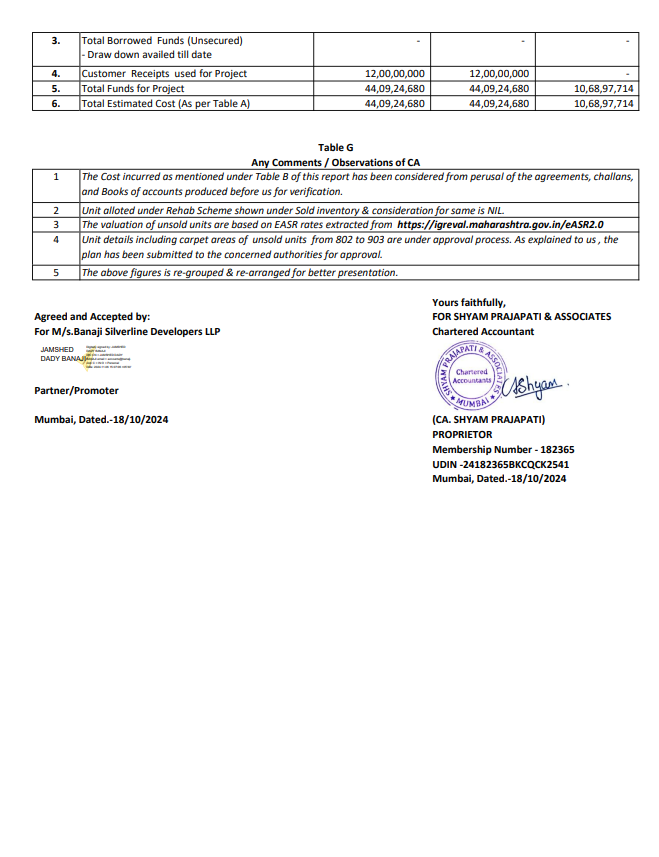 3. Total Borrowed Funds (Unsecured) - - -
- Draw down availed till date
4. Customer Receipts used for Project 12,00,00,000 12,00,00,000 -
5. Total Funds for Project 44,09,24,680 44,09,24,680 10,68,97,714
6. Total Estimated Cost (As per Table A) 44,09,24,680 44,09,24,680 10,68,97,714
Table G
Any Comments / Observations of CA
1 The Cost incurred as mentioned under Table B of this report has been considered from perusal of the agreements, challans,
and Books of accounts produced before us for verification.
2 Unit alloted under Rehab Scheme shown under Sold inventory & consideration for same is NIL.
3 The valuation of unsold units are based on EASR rates extracted from https://igreval.maharashtra.gov.in/eASR2.0
4 Unit details including carpet areas of unsold units from 802 to 903 are under approval process. As explained to us , the
plan has been submitted to the concerned authorities for approval.
5 The above figures is re-grouped & re-arranged for better presentation.
Agreed and Accepted by:
For M/s.Banaji Silverline Developers LLP
JAMSHED
DADY BANAJI
Partner/Promoter
Mumbai, Dated.-18/10/2024
Yours faithfully,
FOR SHYAM PRAJAPATI & ASSOCIATES
Chartered Accountant
SHYAM PRAJAPATI & ASSOCIATES
Chartered
Accountants
★ MUMBAI ★
Shyam
(CA. SHYAM PRAJAPATI)
PROPRIETOR
Membership Number - 182365
UDIN -24182365BKCQCK2541
Mumbai, Dated.-18/10/2024